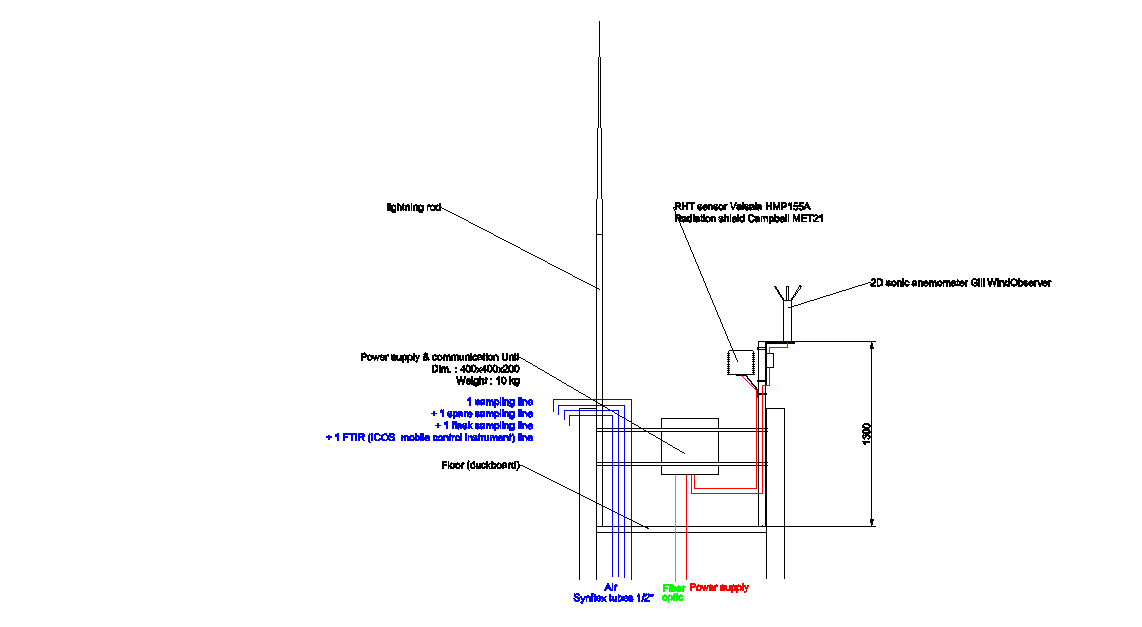 lightning rod
RHT sensor Vaisala HMP155A
Radiation shield Campbell MET21
2D sonic anemometer Gill WindObserver
Power supply & communication Unit
Dim. : 400x400x200
Weight : 10 kg
1 sampling line
+ 1 spare sampling line
+ 1 flask sampling line
+ 1 FTIR (ICOS mobile control instrument) line
Floor (duckboard)
1300
Air
Synflex tubes 1/2"
Fiber
optic
Power supply